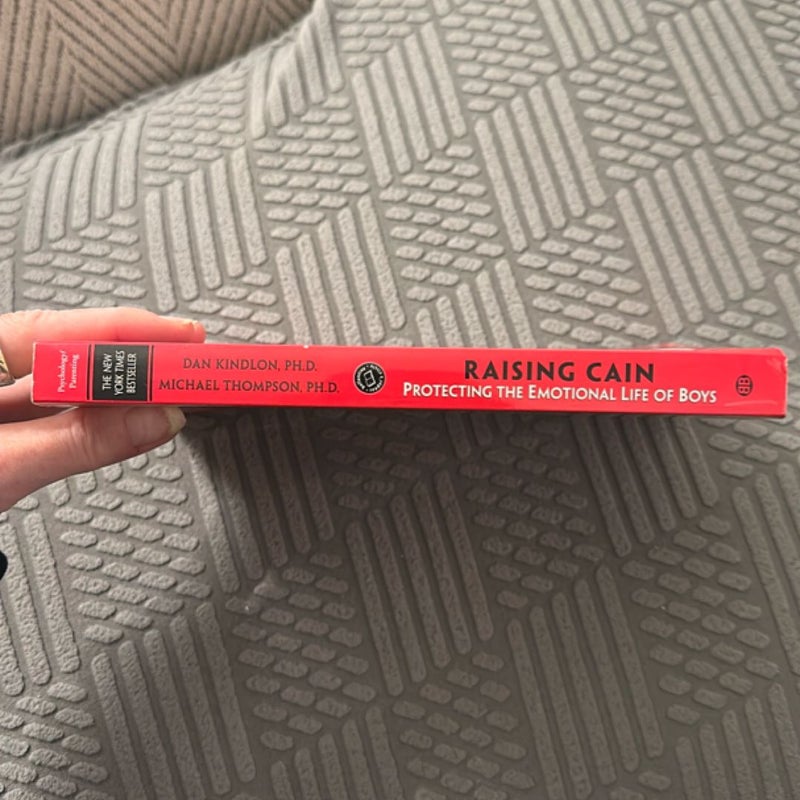 Psychology/
Parenting
THE NEW
YORK TIMES
BESTSELLER
DAN KINDLON, PH.D.
MICHAEL THOMPSON, PH.D.
RAISING CAIN
PROTECTING THE EMOTIONAL LIFE OF BOYS